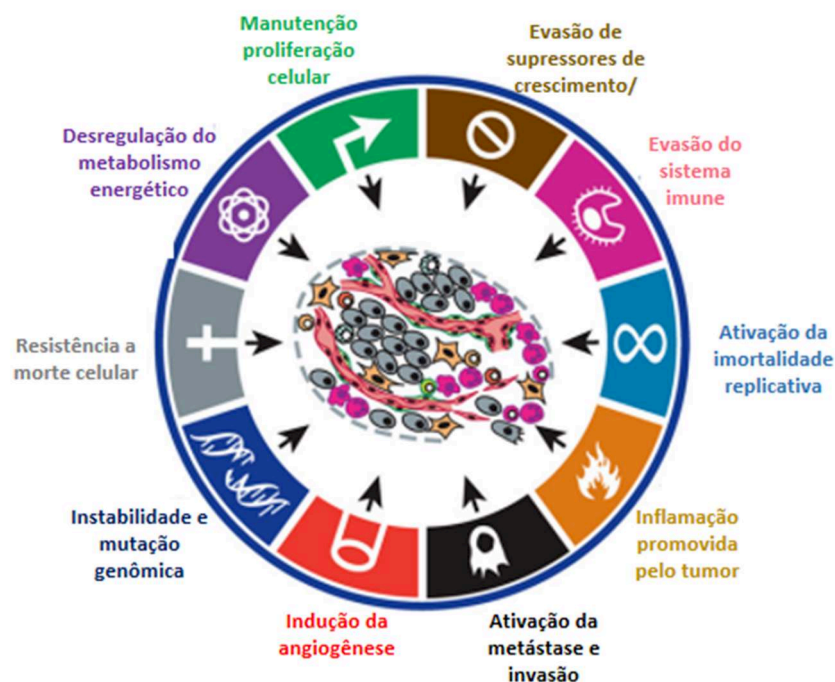 Manutenção
proliferação
celular
Evasão de
supressores de
crescimento/
Evasão do
sistema
imune
Ativação da
imortalidade
replicativa
Inflamação
promovida
pelo tumor
Ativação da
metástase e
invasão
Indução da
angiogênese
Instabilidade e
mutação
genômica
Resistência a
morte celular
Desregulação do
metabolismo
energético